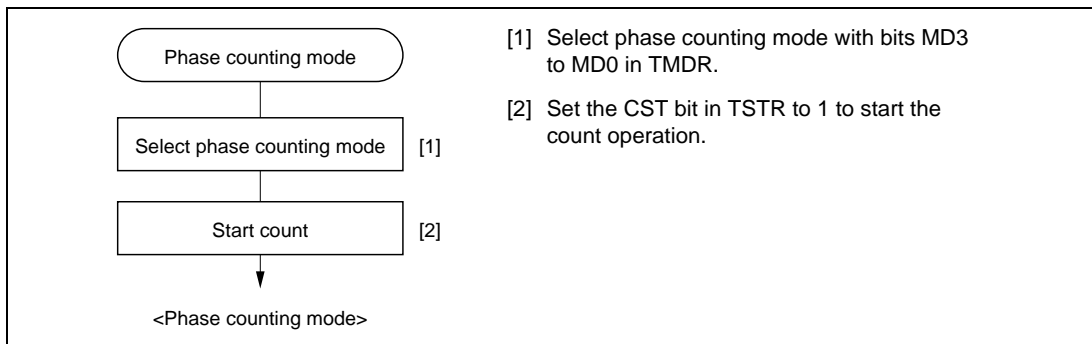 Phase counting mode
Select phase counting mode [1]
Start count [2]
<Phase counting mode>
[1] Select phase counting mode with bits MD3
to MD0 in TMDR.
[2] Set the CST bit in TSTR to 1 to start the
count operation.